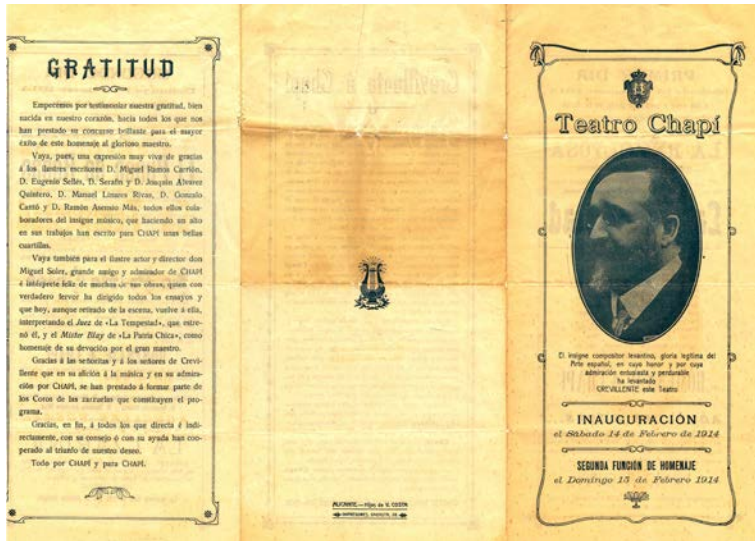 GRATITUD
Empecemos por testimoniar nuestra gratitud, bien
nacida en nuestro corazón, hacia todos los que nos
han prestado su concurso brillante para el mayor
éxito de este homenaje al glorioso maestro.
Vaya, pues, una expresión muy viva de gracias
á los ilustres escritores D. Miguel Ramos Carrión,
D. Eugenio Sellés, D. Serafín y D. Joaquín Alvarez
Quintero, D. Manuel Linares Rivas, D. Gonzalo
Cantó y D. Ramón Asensio Más, todos ellos cola-
boradores del insigne músico, que haciendo un alto
en sus trabajos han escrito para CHAPÍ unas bellas
cuartillas.
Vaya también para el ilustre actor y director don
Miguel Soler, grande amigo y admirador de CHAPÍ
é intérprete feliz de muchas de sus obras, quien con
verdadero fervor ha dirigido todos los ensayos y
que hoy, aunque retirado de la escena, vuelve á ella,
interpretando el Juez de «La Tempestad», que estre-
nó él, y el Mister Blay de «La Patria Chica», como
homenaje de su devoción por el gran maestro.
Gracias á las señoritas y á los señores de Crevi-
llente que en su afición á la música y en su admira-
ción por CHAPÍ, se han prestado á formar parte de
los Coros de las zarzuelas que constituyen el pro-
grama.
Gracias, en fin, á todos los que directa é indi-
rectamente, con su consejo ó con su ayuda han coo-
perado al triunfo de nuestro deseo.
Todo por CHAPÍ y para CHAPÍ.
ALICANTE.—Hijos de V. COSTA
Teatro Chapí
El insigne compositor levantino, gloria legítima del
Arte español, en cuyo honor y por cuya
admiración entusiasta y perdurable
ha levantado
CREVILLENTE este Teatro
INAUGURACIÓN
el Sábado 14 de Febrero de 1914
SEGUNDA FUNCIÓN DE HOMENAJE
el Domingo 15 de Febrero 1914